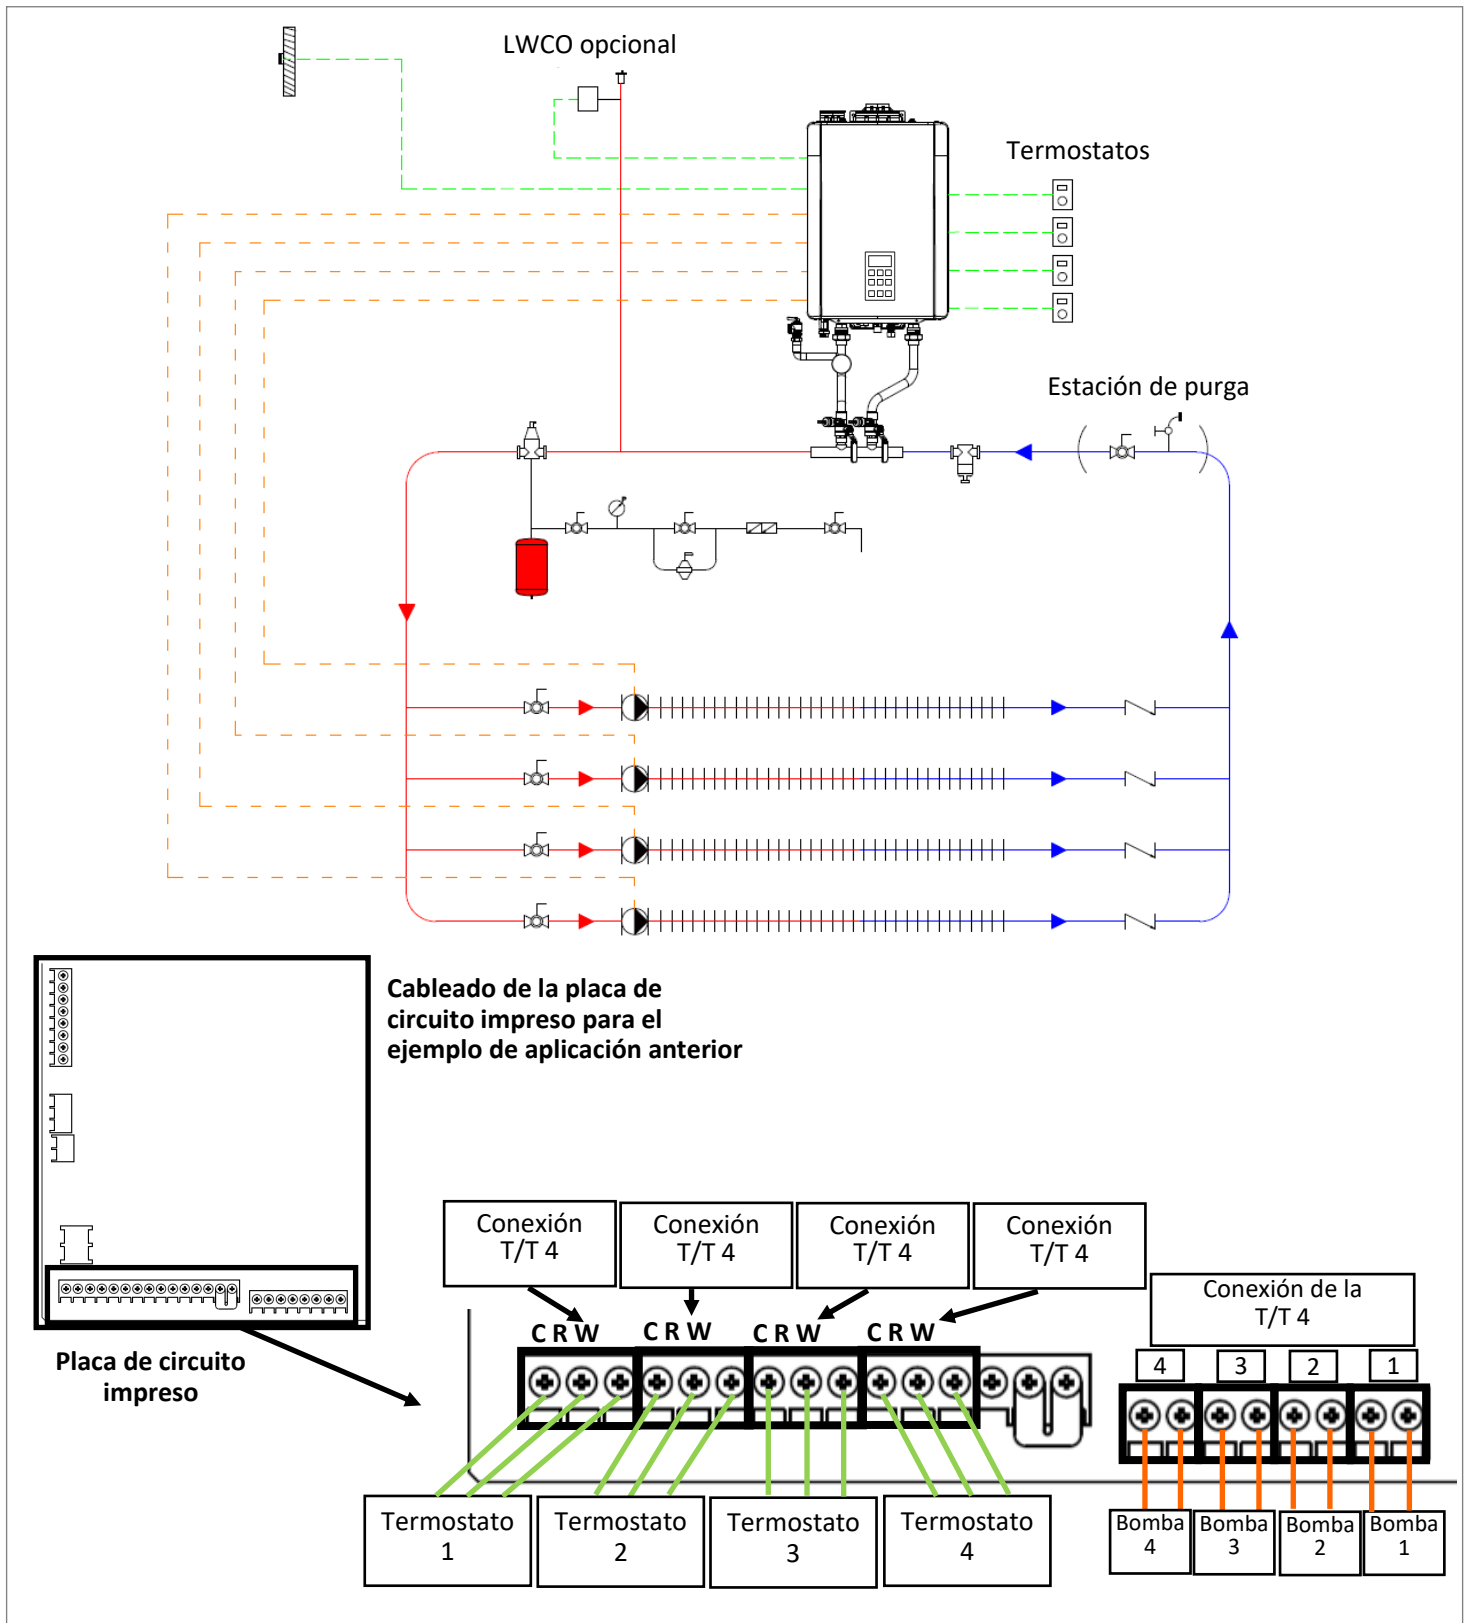 LWCO opcional
Termostatos
Estación de purga
Cableado de la placa de
circuito impreso para el
ejemplo de aplicación anterior
Placa de circuito
impreso
Conexión
T/T 4
Conexión
T/T 4
Conexión
T/T 4
Conexión
T/T 4
Conexión de la
T/T 4
C R W
C R W
C R W
C R W
4
3
2
1
Termostato
1
Termostato
2
Termostato
3
Termostato
4
Bomba
4
Bomba
3
Bomba
2
Bomba
1